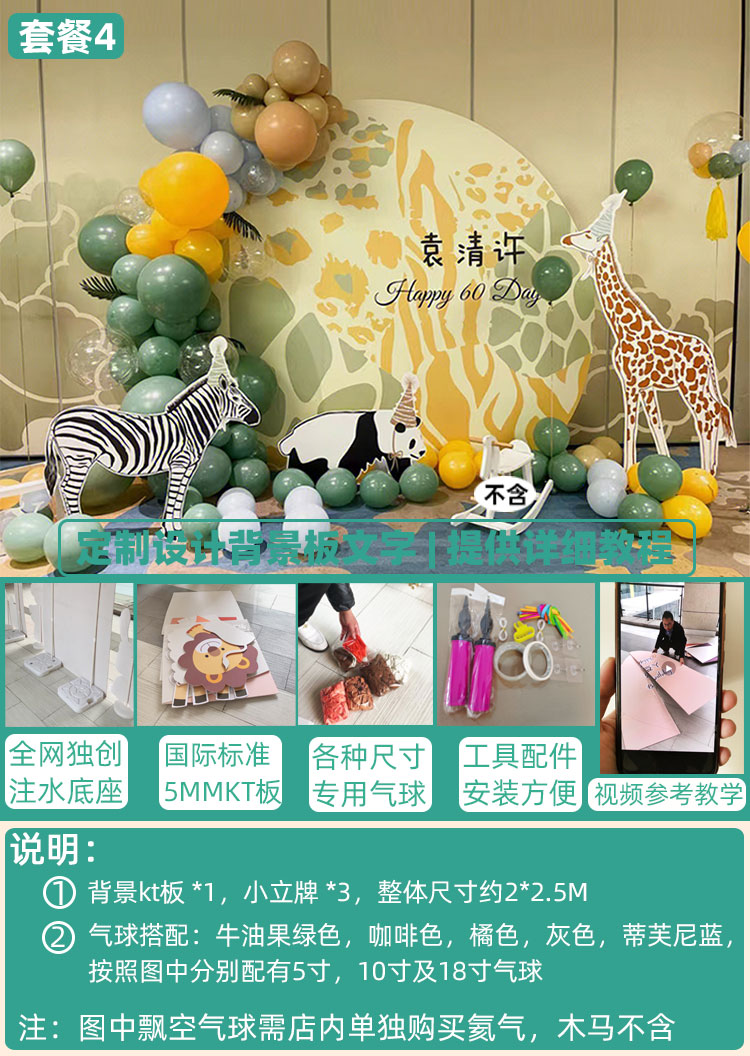 套餐4
袁清许
Happy 60 Day
不含
定制设计背景板文字 | 提供详细教程
全网独创
注水底座
国际标准
5MMKT板
各种尺寸
专用气球
工具配件
安装方便
视频参考教学
说明：
① 背景kt板 *1，小立牌 *3，整体尺寸约2*2.5M
② 气球搭配：牛油果绿色，咖啡色，橘色，灰色，蒂芙尼蓝，
按照图中分别配有5寸，10寸及18寸气球
注：图中飘空气球需店内单独购买氦气，木马不含